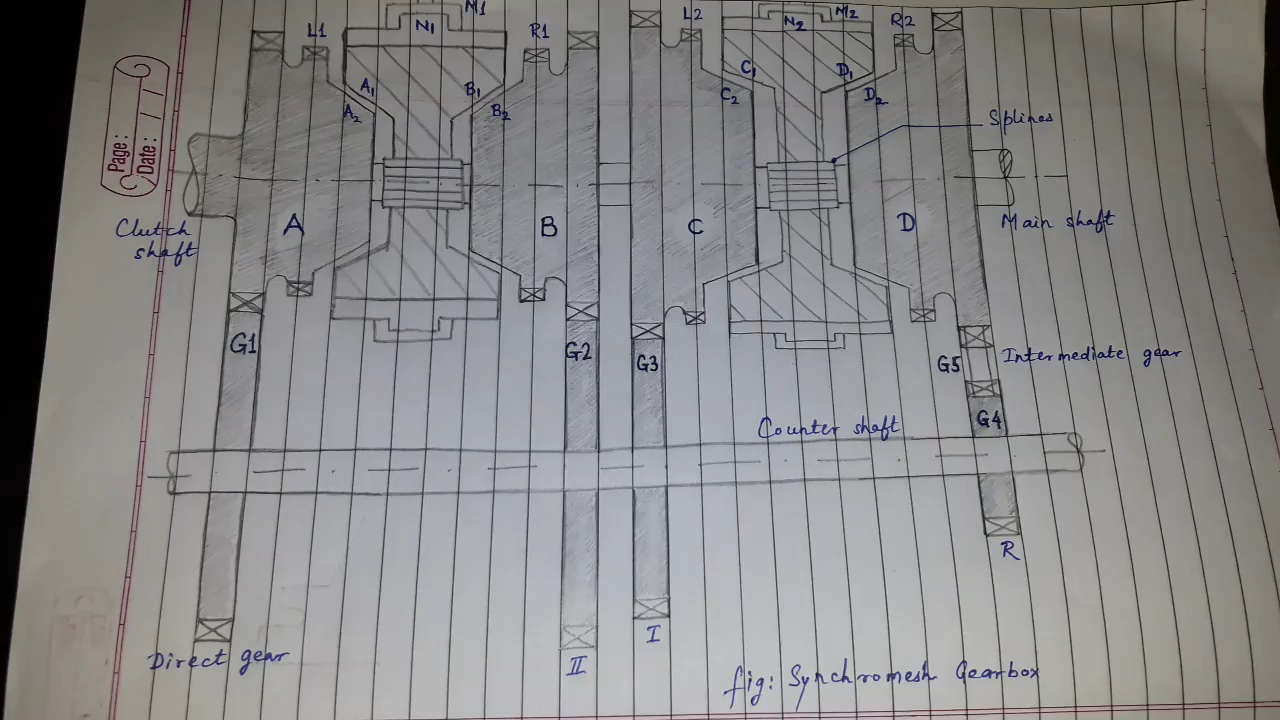 M1
L1
N1
R1
L2
N2
M2
R2
A1
A2
B1
B2
C1
C2
D1
D2
Splines
Page:
Date: / /
Clutch
shaft
A
B
C
D
Main shaft
G1
G2
G3
G5
Intermediate gear
G4
Counter shaft
R
I
II
Direct gear
fig: Synchromesh Gearbox